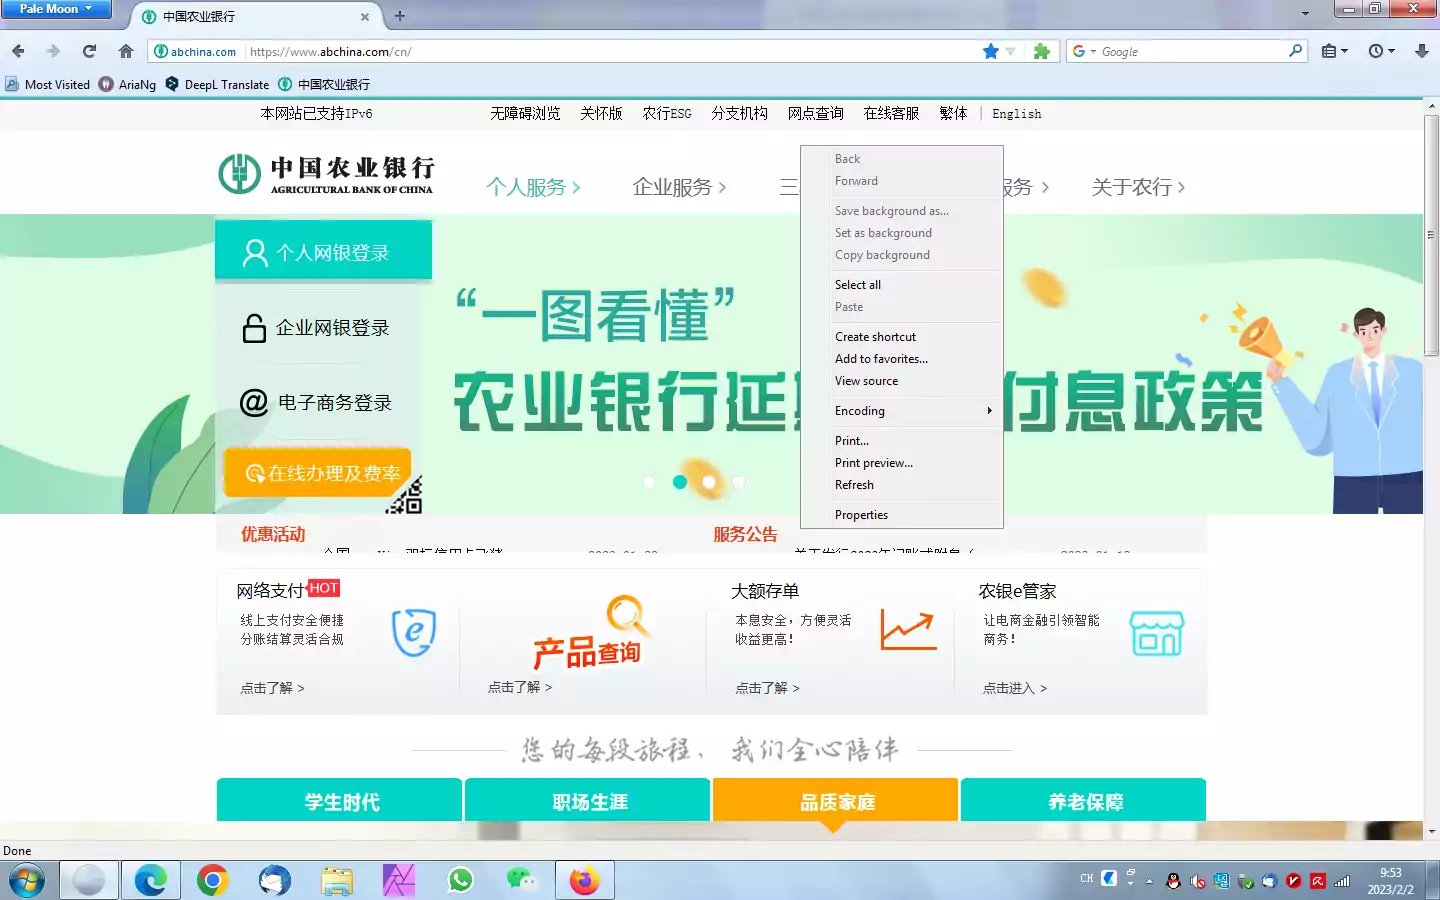 Pale Moon
中国农业银行
abchina.com
https://www.abchina.com/cn/
Google
Most Visited
AriaNg
DeepL Translate
中国农业银行
本网站已支持IPv6
无障碍浏览
关怀版
农行ESG
分支机构
网点查询
在线客服
繁体
English
中国农业银行
AGRICULTURAL BANK OF CHINA
个人服务 >
企业服务 >
三
服务 >
关于农行 >
Back
Forward
Save background as...
Set as background
Copy background
Select all
Paste
Create shortcut
Add to favorites...
View source
Encoding
Print...
Print preview...
Refresh
Properties
个人网银登录
企业网银登录
@ 电子商务登录
在线办理及费率
“一图看懂”
农业银行延
付息政策
优惠活动
服务公告
网络支付
HOT
线上支付安全便捷
分账结算灵活合规
点击了解 >
产品查询
点击了解 >
大额存单
本息安全，方便灵活
收益更高！
点击了解 >
农银e管家
让电商金融引领智能
商务！
点击进入 >
您的每段旅程， 我们全心陪伴
学生时代
职场生涯
品质家庭
养老保障
Done
CH
9:53
2023/2/2